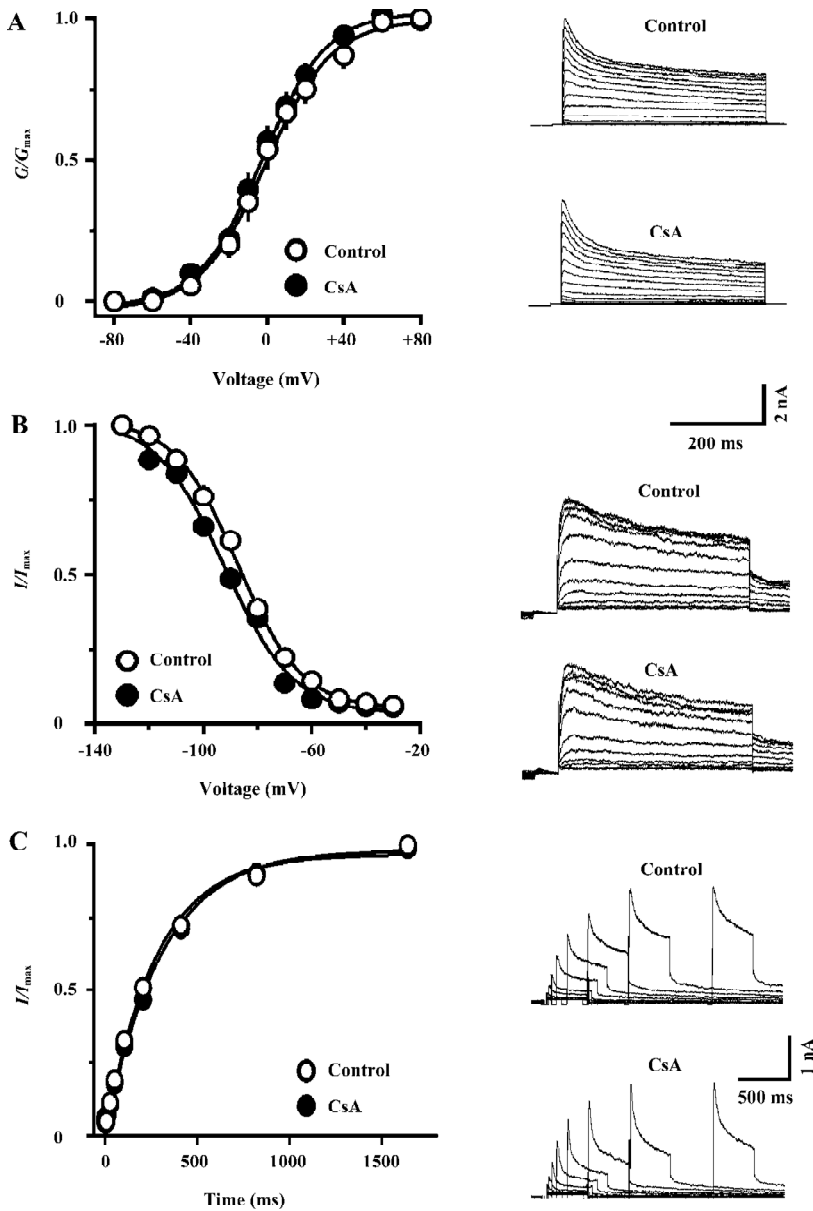 A
1.0
0.5
0
G/Gmax
-80
-40
0
+40
+80
Voltage (mV)
Control
CsA
Control
CsA
2 nA
200 ms
B
1.0
0.5
0
I/Imax
-140
-100
-60
-20
Voltage (mV)
Control
CsA
Control
CsA
C
1.0
0.5
0
I/Imax
0
500
1000
1500
Time (ms)
Control
CsA
Control
CsA
1 nA
500 ms